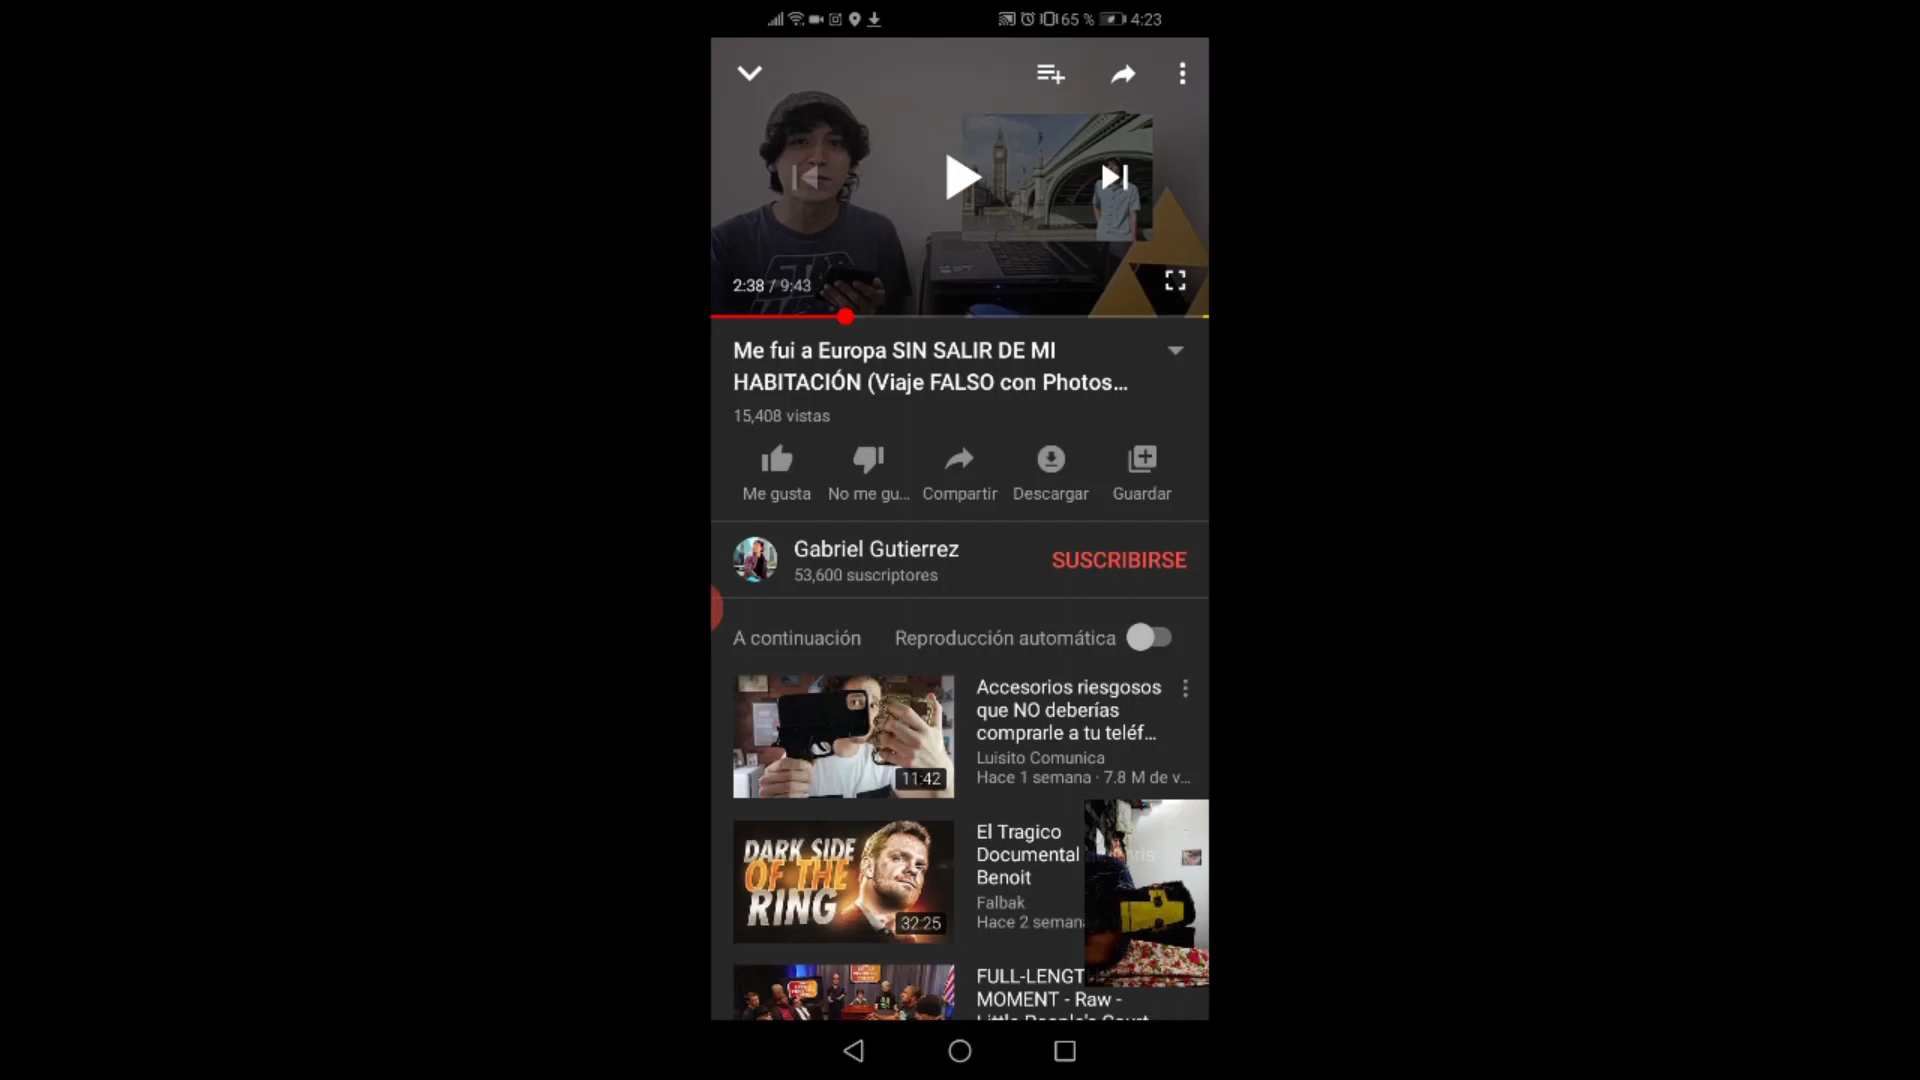 65 % 4:23
2:38 / 9:43
Me fui a Europa SIN SALIR DE MI
HABITACIÓN (Viaje FALSO con Photos...
15,408 vistas
Me gusta No me gu... Compartir Descargar Guardar
Gabriel Gutierrez
53,600 suscriptores
SUSCRIBIRSE
A continuación Reproducción automática
11:42
Accesorios riesgosos
que NO deberías
comprarle a tu teléf...
Luisito Comunica
Hace 1 semana · 7.8 M de v...
DARK SIDE
OF THE
RING
32:25
El Tragico
Documental
Benoit
Falbak
Hace 2 seman
FULL-LENGT
MOMENT - Raw -
Little People's Court